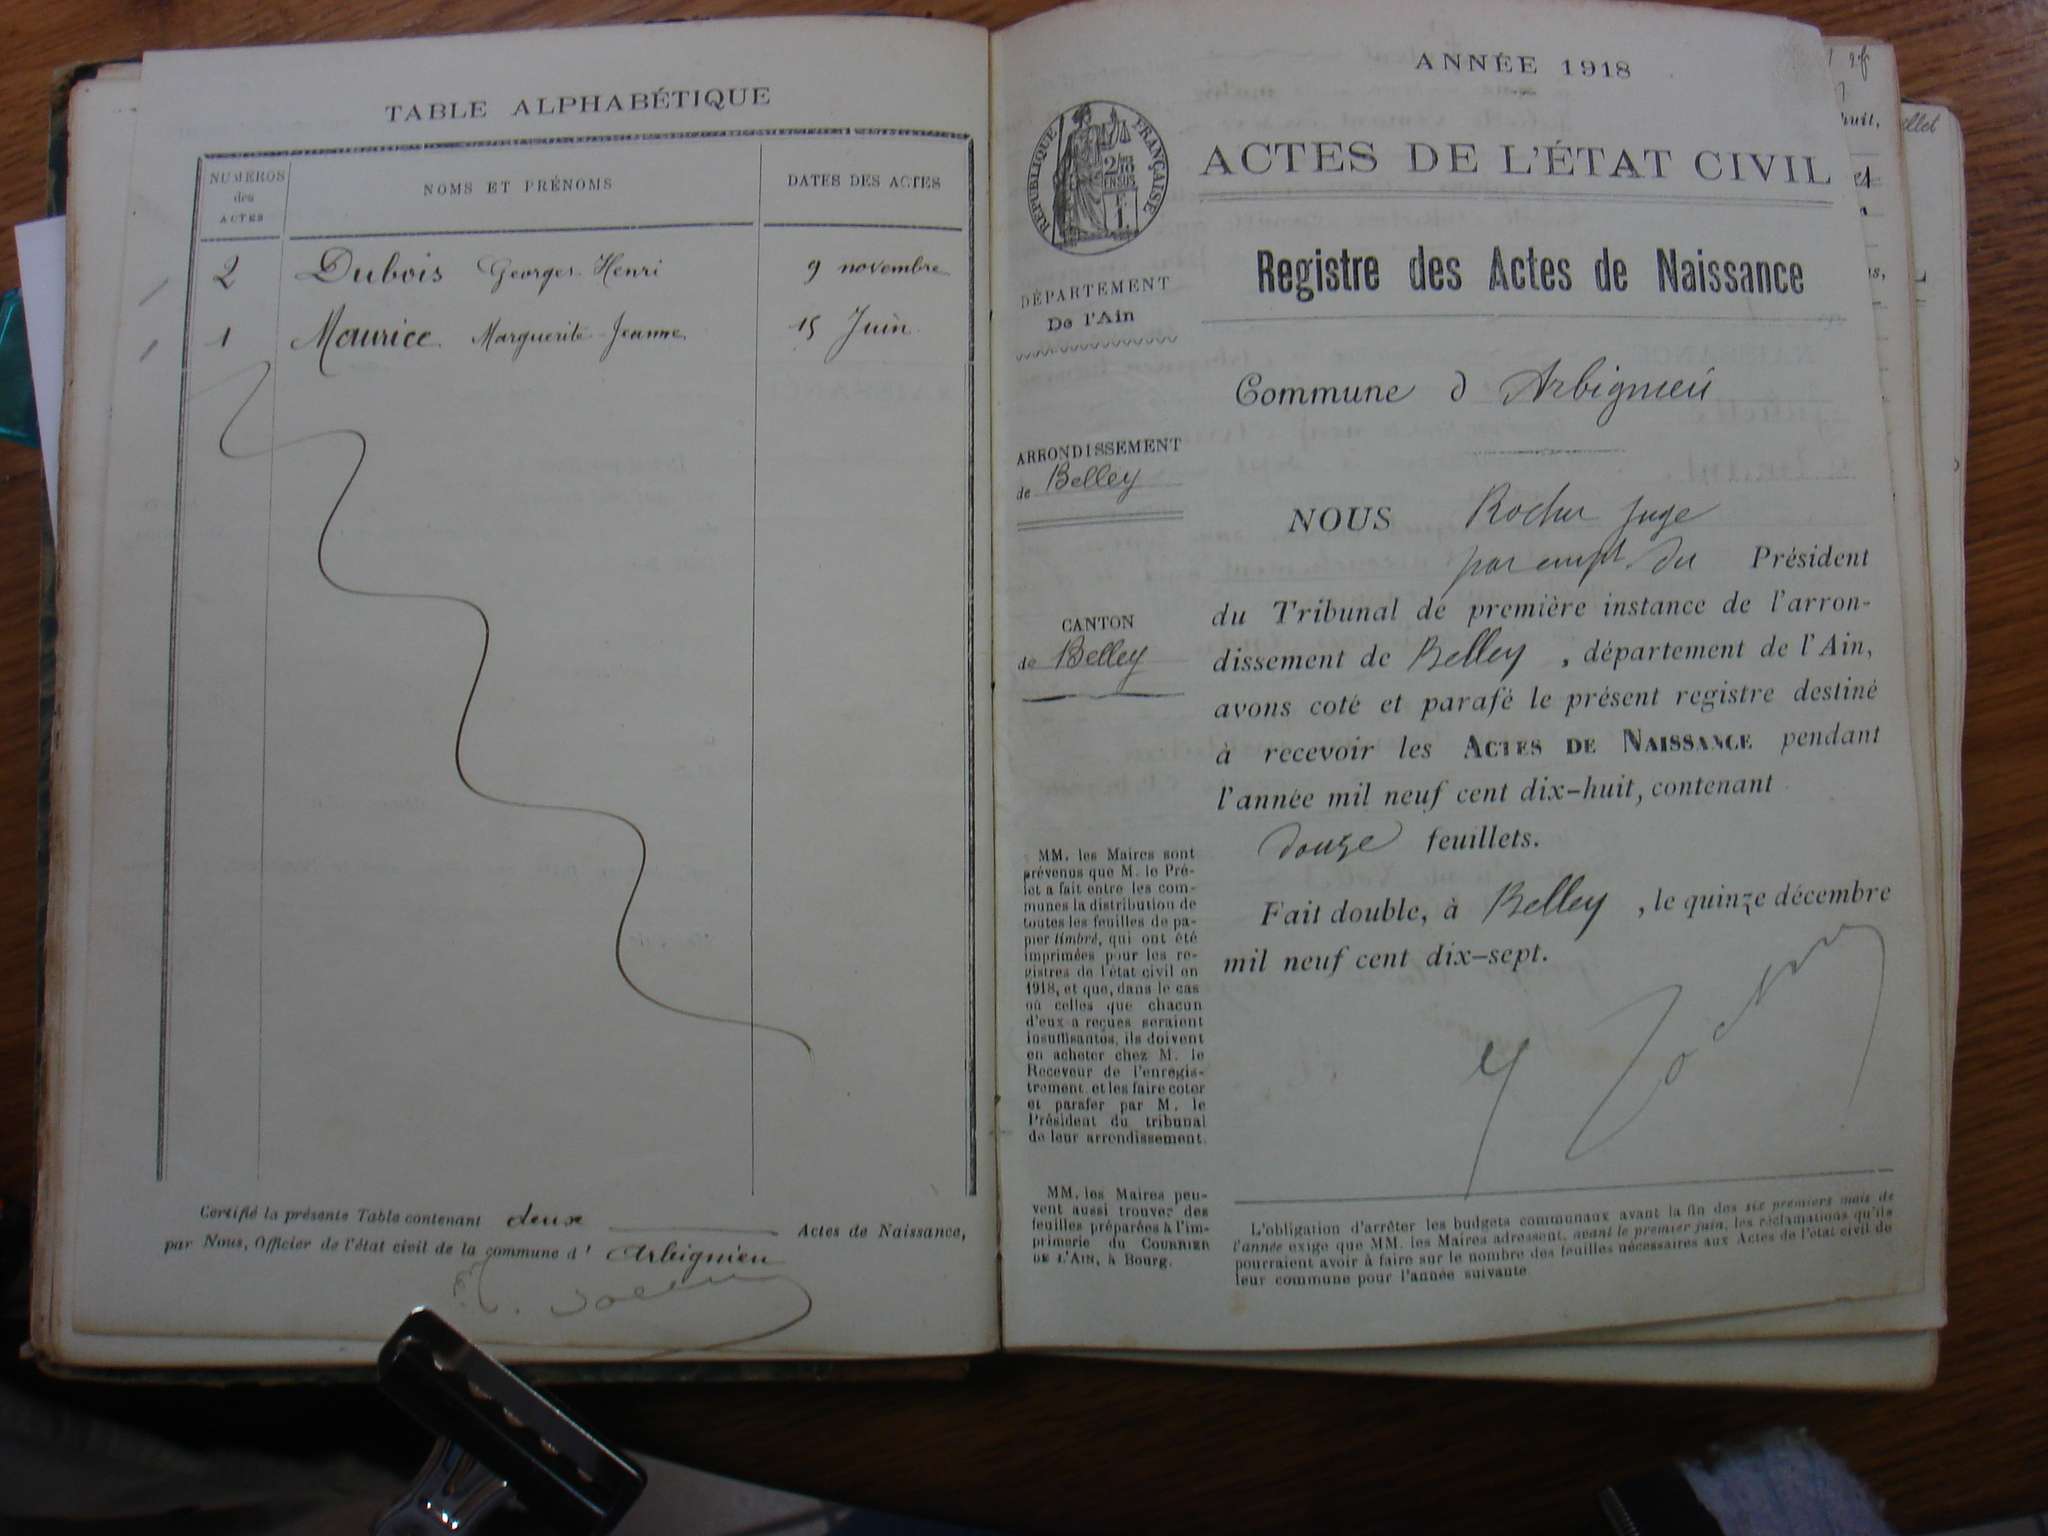 TABLE ALPHABÉTIQUE
NUMÉROS
des
ACTES
NOMS ET PRÉNOMS
DATES DES ACTES
2 Dubois Georges Henri 9 novembre
1 Maurice Marguerite Jeanne 15 Juin
Certifié la présente Table contenant deux Actes de Naissance,
par Nous, Officier de l'état civil de la commune d' Arbignieu
ANNÉE 1918
RÉPUBLIQUE FRANÇAISE
ACTES DE L'ÉTAT CIVIL
DÉPARTEMENT
De l'Ain
Registre des Actes de Naissance
Commune d Arbignieu
ARRONDISSEMENT
de Belley
CANTON
de Belley
NOUS Rocher Juge
par empt. du Président
du Tribunal de première instance de l'arron-
dissement de Belley, département de l'Ain,
avons coté et parafé le présent registre destiné
à recevoir les ACTES DE NAISSANCE pendant
l'année mil neuf cent dix-huit, contenant
douze feuillets.
Fait double, à Belley, le quinze décembre
mil neuf cent dix-sept.
MM. les Maires sont
prévenus que M. le Pré-
fet a fait entre les com-
munes la distribution de
toutes les feuilles de pa-
pier timbré, qui ont été
imprimées pour les re-
gistres de l'état civil en
1918, et que, dans le cas
où celles que chacun
d'eux a reçues seraient
insuffisantes, ils doivent
en acheter chez M. le
Receveur de l'enregis-
trement et les faire coter
et parafer par M. le
Président du tribunal
de leur arrondissement.
MM. les Maires peu-
vent aussi trouver des
feuilles préparées à l'im-
primerie du COURRIER
DE L'AIN, à Bourg.
L'obligation d'arrêter les budgets communaux avant la fin des six premiers mois de
l'année exige que MM. les Maires adressent, avant le premier juin, les réclamations qu'ils
pourraient avoir à faire sur le nombre des feuilles nécessaires aux Actes de l'état civil de
leur commune pour l'année suivante